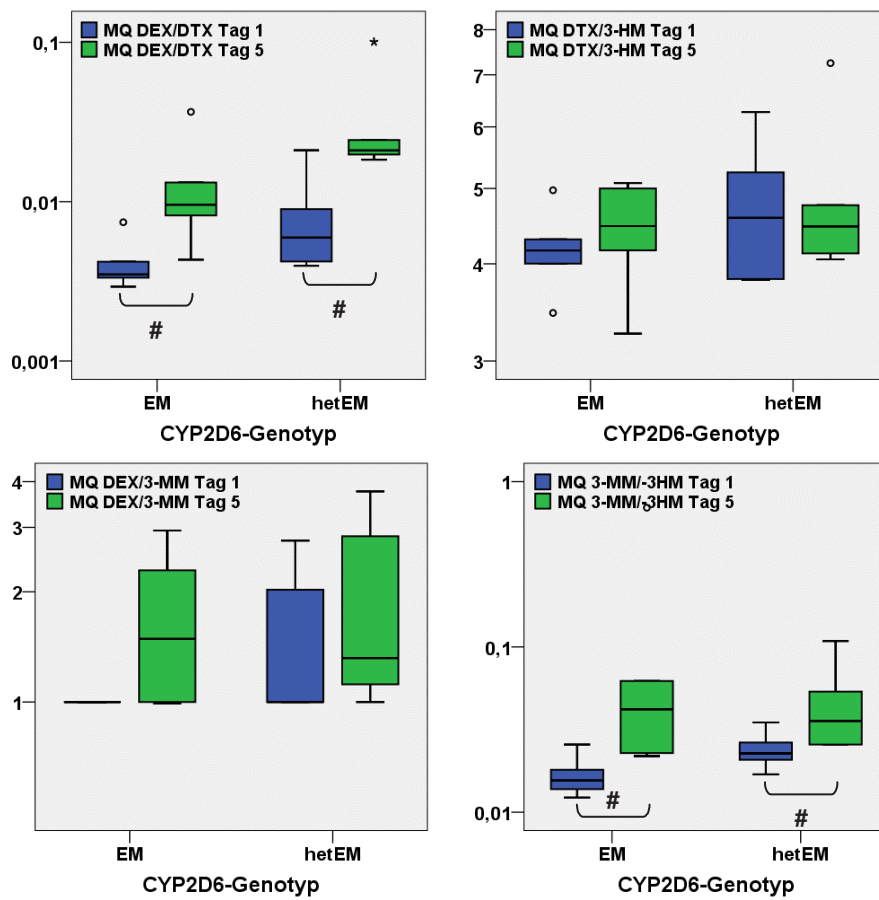 MQ DEX/DTX Tag 1
MQ DEX/DTX Tag 5
0,1
0,01
0,001
*
#
#
EM
hetEM
CYP2D6-Genotyp
MQ DTX/3-HM Tag 1
MQ DTX/3-HM Tag 5
8
7
6
5
4
3
EM
hetEM
CYP2D6-Genotyp
MQ DEX/3-MM Tag 1
MQ DEX/3-MM Tag 5
4
3
2
1
EM
hetEM
CYP2D6-Genotyp
MQ 3-MM/-3HM Tag 1
MQ 3-MM/-3HM Tag 5
1
0,1
0,01
#
#
EM
hetEM
CYP2D6-Genotyp